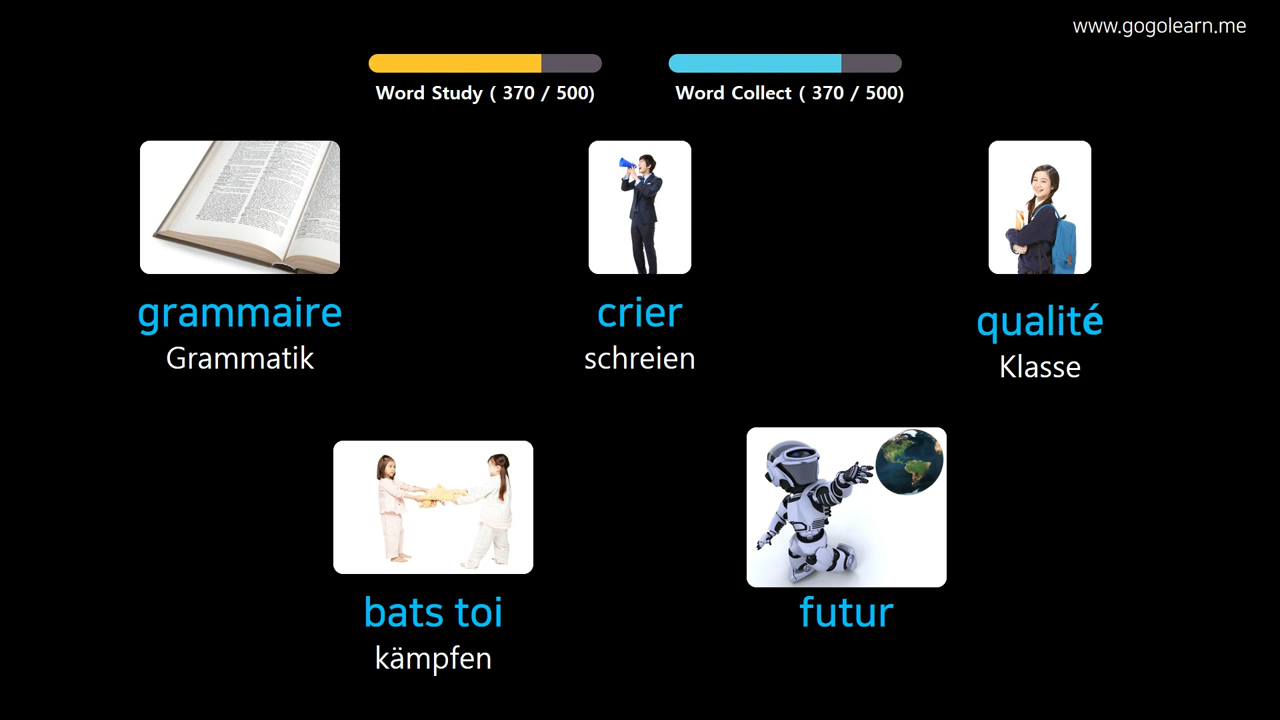 www.gogolearn.me
Word Study ( 370 / 500)
Word Collect ( 370 / 500)
grammaire
Grammatik
crier
schreien
qualité
Klasse
bats toi
kämpfen
futur